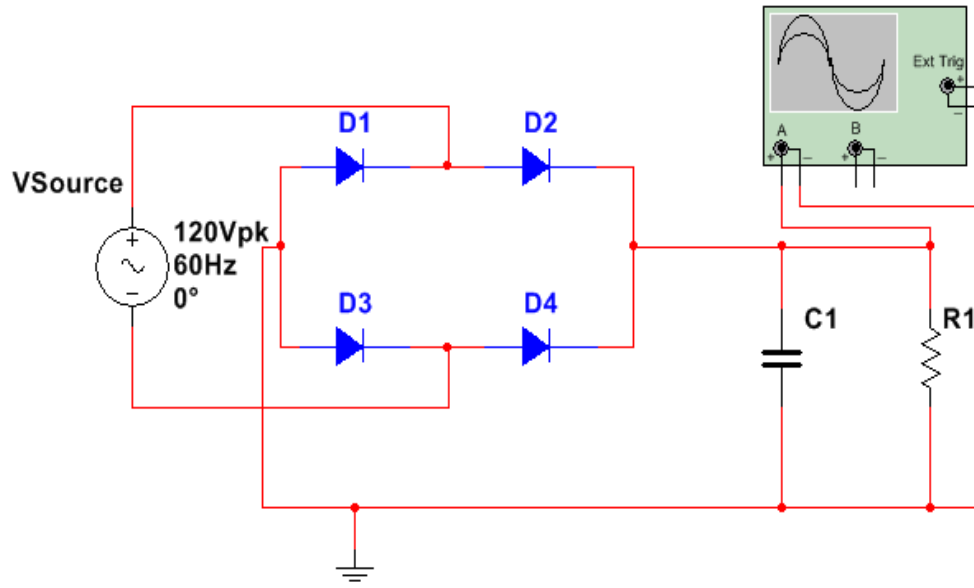 Ext Trig
+
−
A
B
+ − + −
D1
D2
VSource
+
−
120Vpk
60Hz
0°
D3
D4
C1
R1